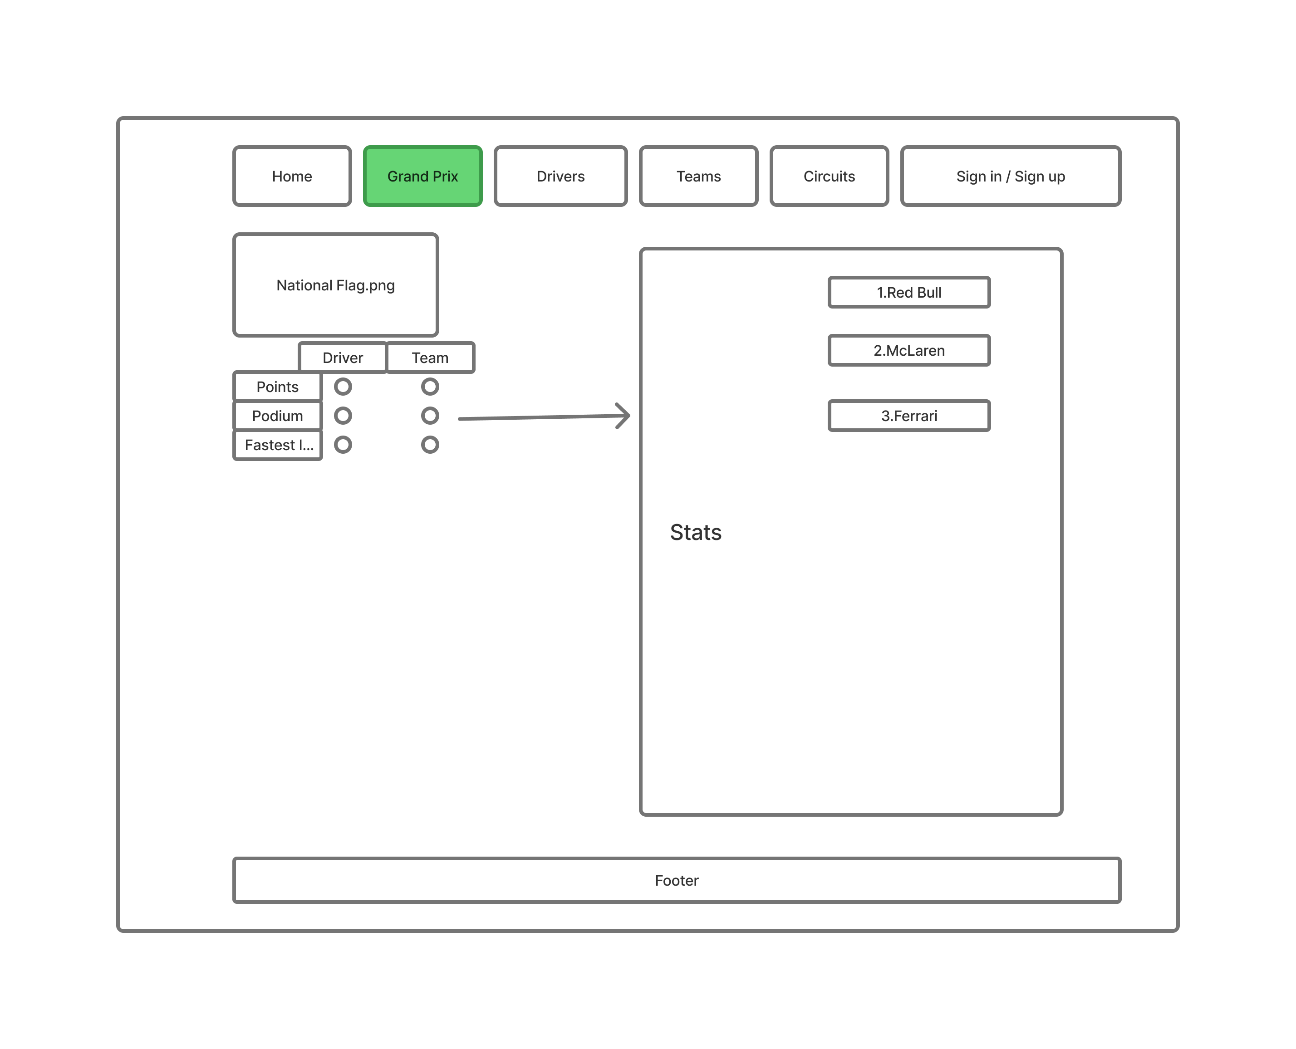 Home
Grand Prix
Drivers
Teams
Circuits
Sign in / Sign up
National Flag.png
Driver
Team
Points
Podium
Fastest l...
1.Red Bull
2.McLaren
3.Ferrari
Stats
Footer